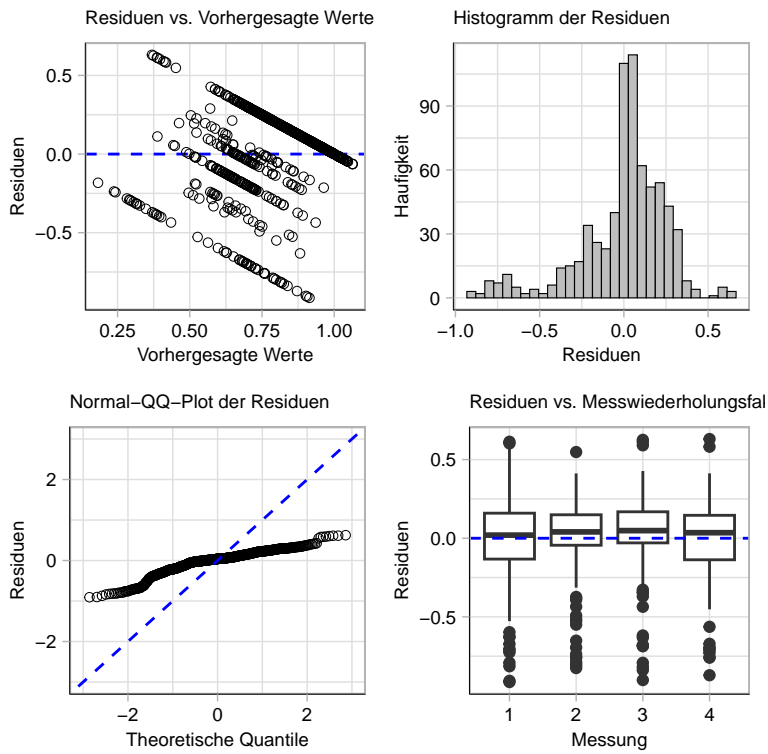 Residuen vs. Vorhergesagte Werte
Residuen
0.5
0.0
−0.5
0.25 0.50 0.75 1.00
Vorhergesagte Werte
Histogramm der Residuen
Haufigkeit
90
60
30
0
−1.0 −0.5 0.0 0.5
Residuen
Normal−QQ−Plot der Residuen
Residuen
2
0
−2
−2 0 2
Theoretische Quantile
Residuen vs. Messwiederholungsfal
Residuen
0.5
0.0
−0.5
1 2 3 4
Messung